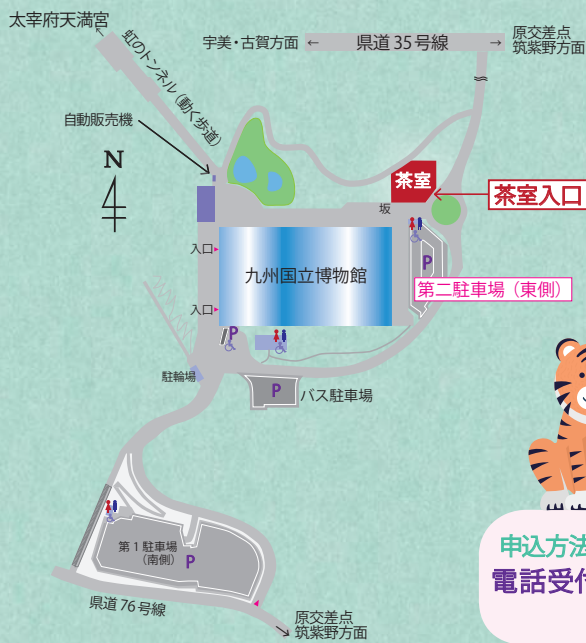 太宰府天満宮
虹のトンネル（動く歩道）
宇美・古賀方面
←
県道35号線
→
原交差点
筑紫野方面
自動販売機
N
茶室
茶室入口
坂
入口
九州国立博物館
P
第二駐車場（東側）
入口
P
駐輪場
P
バス駐車場
第1駐車場
（南側）
P
県道76号線
原交差点
筑紫野方面
申込方法
電話受付